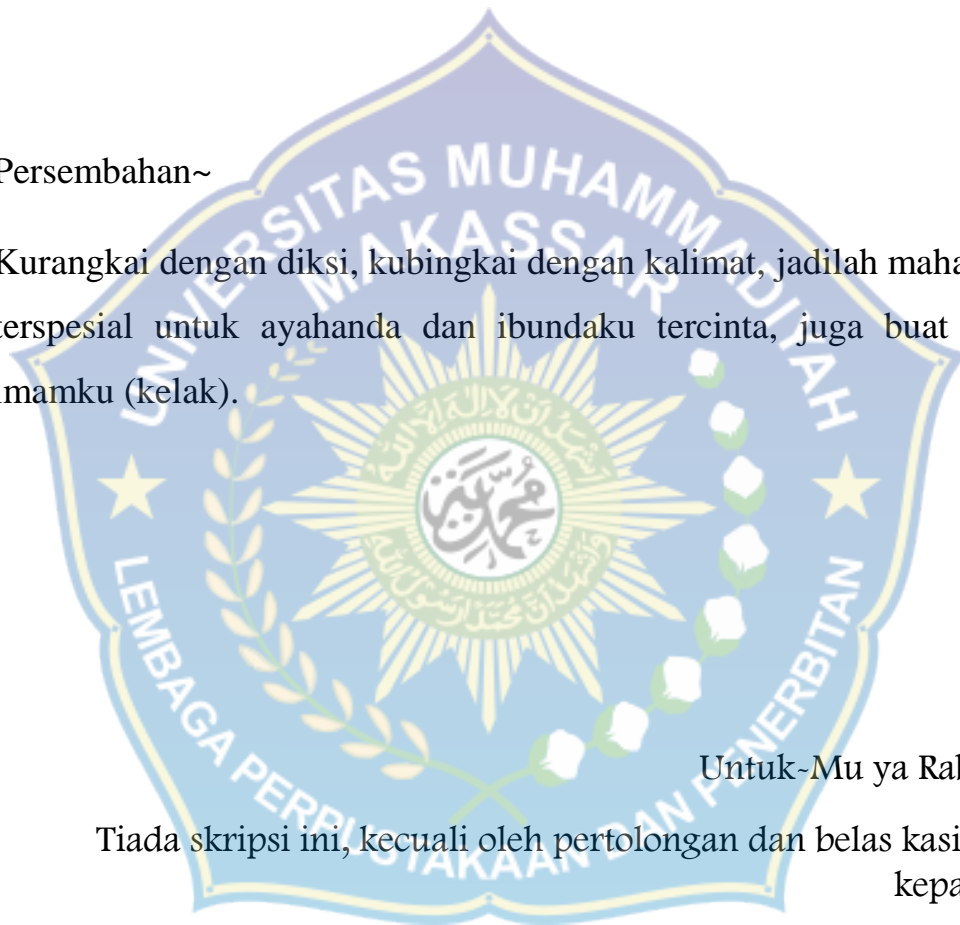 Persembahan~
Kurangkai dengan diksi, kubingkai dengan kalimat, jadilah maha
terspesial untuk ayahanda dan ibundaku tercinta, juga buat
imamku (kelak).
Untuk-Mu ya Rab
Tiada skripsi ini, kecuali oleh pertolongan dan belas kasi
kepa
UNIVERSITAS MUHAMMADIYAH
MAKASSAR
LEMBAGA PERPUSTAKAAN DAN PENERBITAN
محمدية